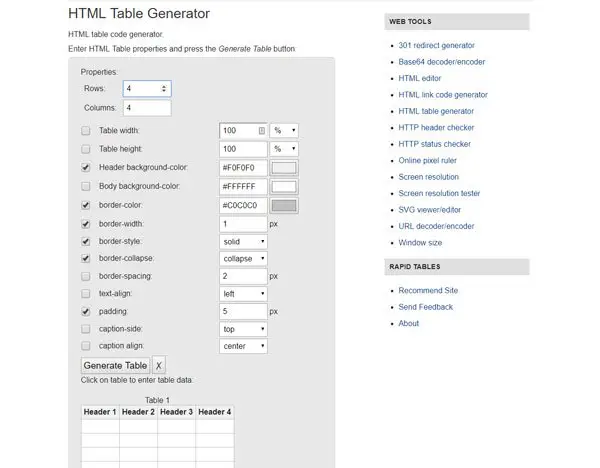 HTML Table Generator
HTML table code generator.
Enter HTML Table properties and press the Generate Table button:
Properties:
Rows: 4
Columns: 4
Table width: 100 %
Table height: 100 %
Header background-color: #F0F0F0
Body background-color: #FFFFFF
border-color: #C0C0C0
border-width: 1 px
border-style: solid
border-collapse: collapse
border-spacing: 2 px
text-align: left
padding: 5 px
caption-side: top
caption align: center
Generate Table X
Click on table to enter table data:
Table 1
Header 1 Header 2 Header 3 Header 4
WEB TOOLS
301 redirect generator
Base64 decoder/encoder
HTML editor
HTML link code generator
HTML table generator
HTTP header checker
HTTP status checker
Online pixel ruler
Screen resolution
Screen resolution tester
SVG viewer/editor
URL decoder/encoder
Window size
RAPID TABLES
Recommend Site
Send Feedback
About